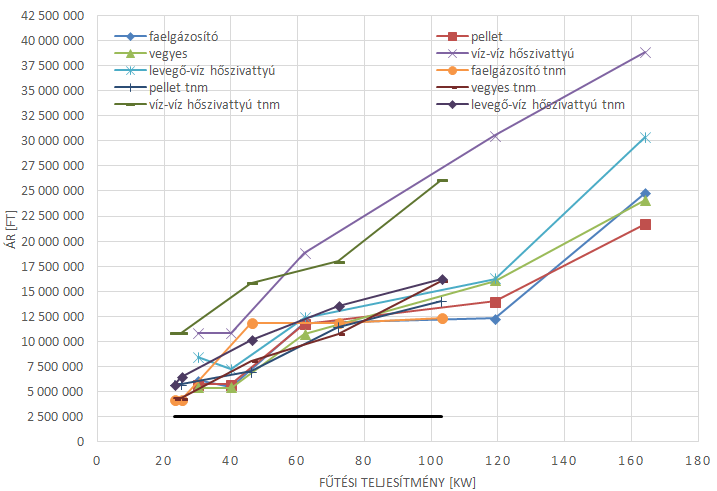 42 500 000
40 000 000
37 500 000
35 000 000
32 500 000
30 000 000
27 500 000
25 000 000
22 500 000
20 000 000
17 500 000
15 000 000
12 500 000
10 000 000
7 500 000
5 000 000
2 500 000
0
ÁR [FT]
faelgázosító pellet
vegyes víz-víz hőszivattyú
levegő-víz hőszivattyú faelgázosító tnm
pellet tnm vegyes tnm
víz-víz hőszivattyú tnm levegő-víz hőszivattyú tnm
0 20 40 60 80 100 120 140 160 180
FŰTÉSI TELJESÍTMÉNY [KW]